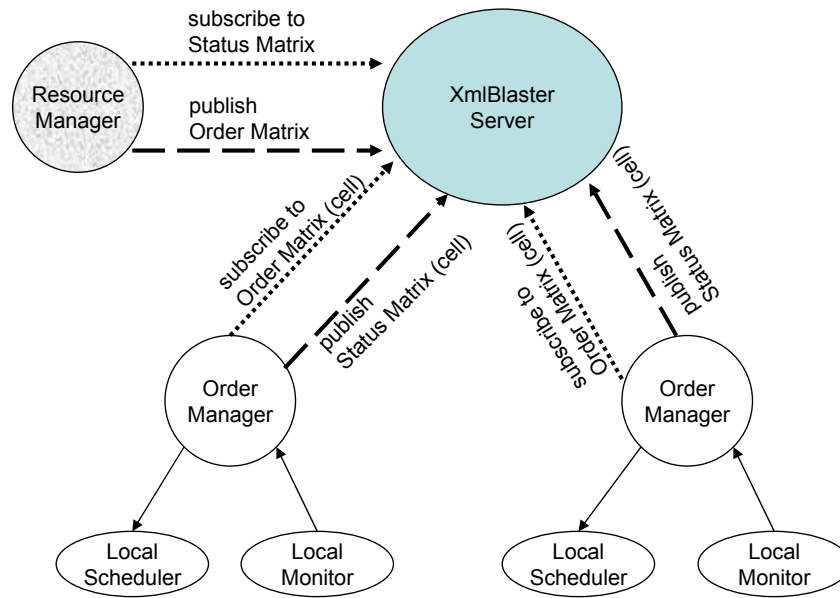 subscribe to
Status Matrix
Resource
Manager
XmlBlaster
Server
publish
Order Matrix
subscribe to
Order Matrix (cell)
publish
Status Matrix (cell)
subscribe to
Order Matrix (cell)
publish
Status Matrix (cell)
Order
Manager
Order
Manager
Local
Scheduler
Local
Monitor
Local
Scheduler
Local
Monitor